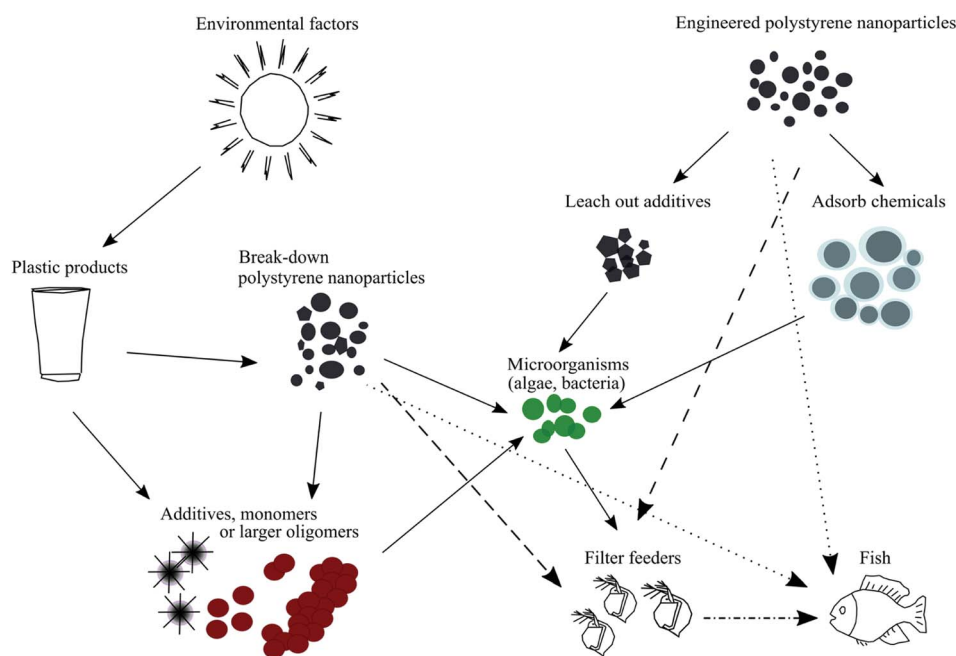 Environmental factors
Engineered polystyrene nanoparticles
Leach out additives
Adsorb chemicals
Plastic products
Break-down
polystyrene nanoparticles
Microorganisms
(algae, bacteria)
Additives, monomers
or larger oligomers
Filter feeders
Fish